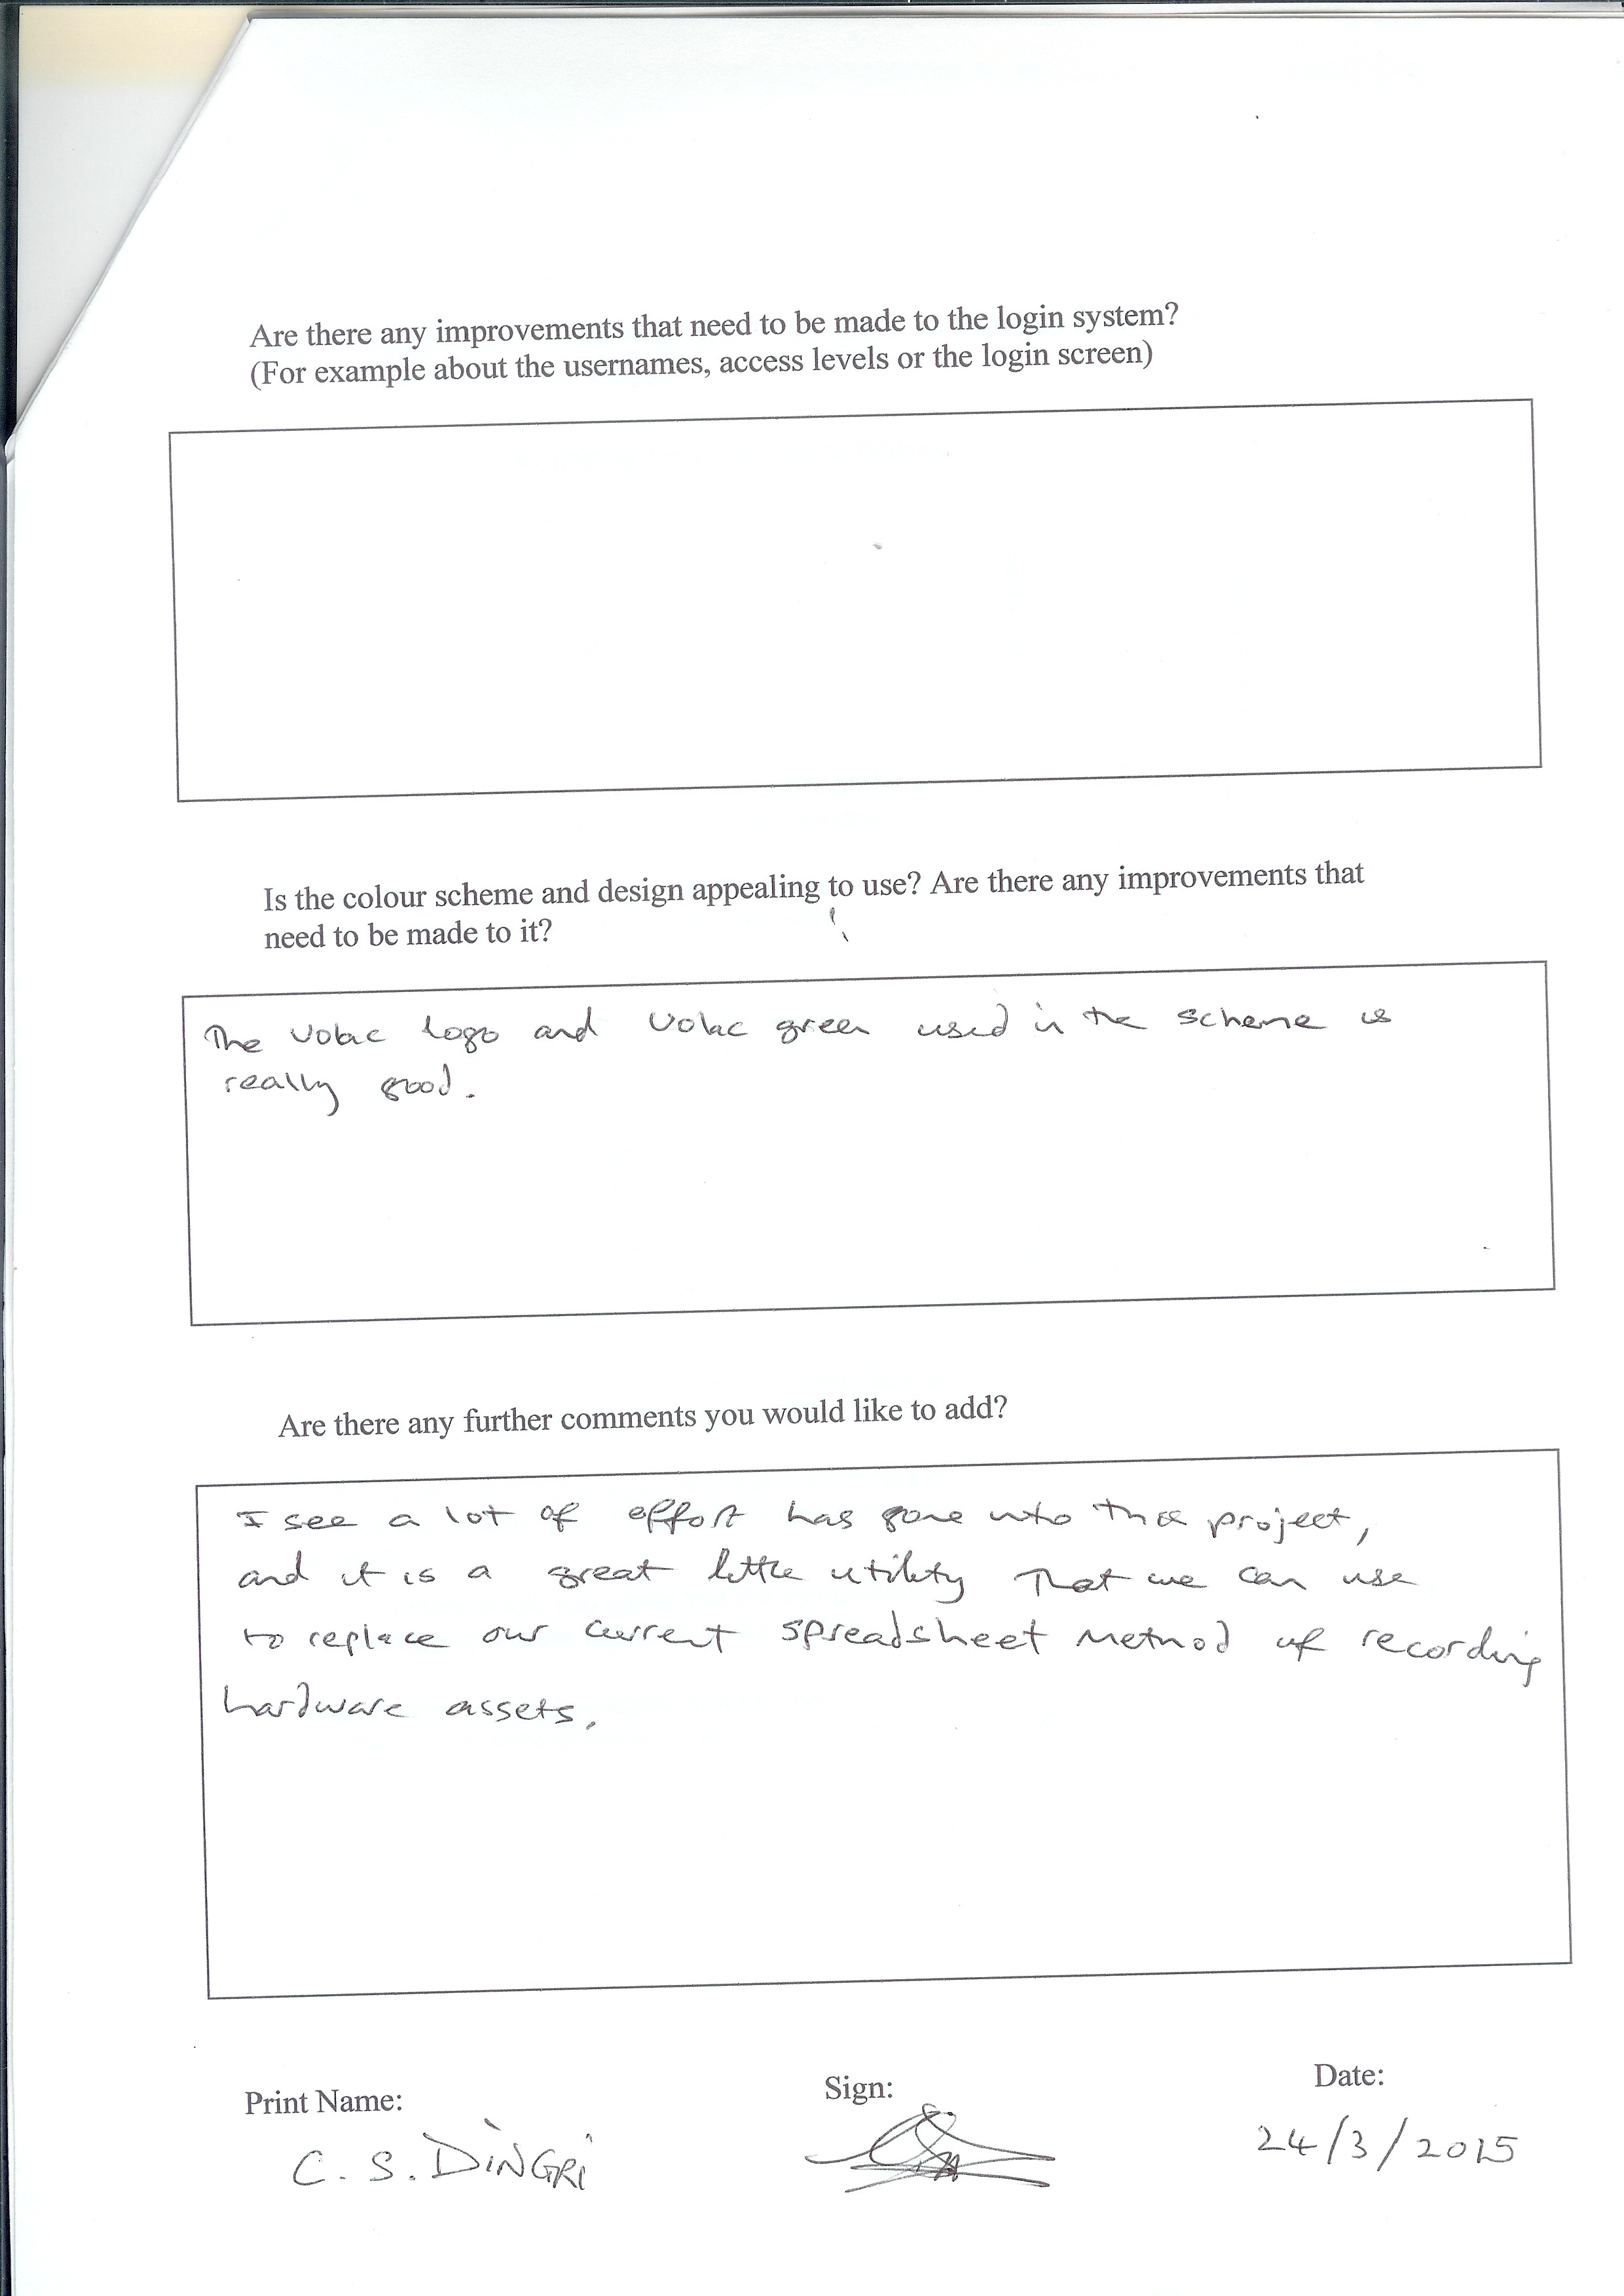 Are there any improvements that need to be made to the login system?
(For example about the usernames, access levels or the login screen)
Is the colour scheme and design appealing to use? Are there any improvements that
need to be made to it?
The Volac logo and Volac green used in the scheme is
really good.
Are there any further comments you would like to add?
I see a lot of effort has gone into this project,
and it is a great little utility that we can use
to replace our current spreadsheet method of recording
hardware assets.
Print Name:
Sign:
Date:
C. S. DiNGRi
24/3/2015